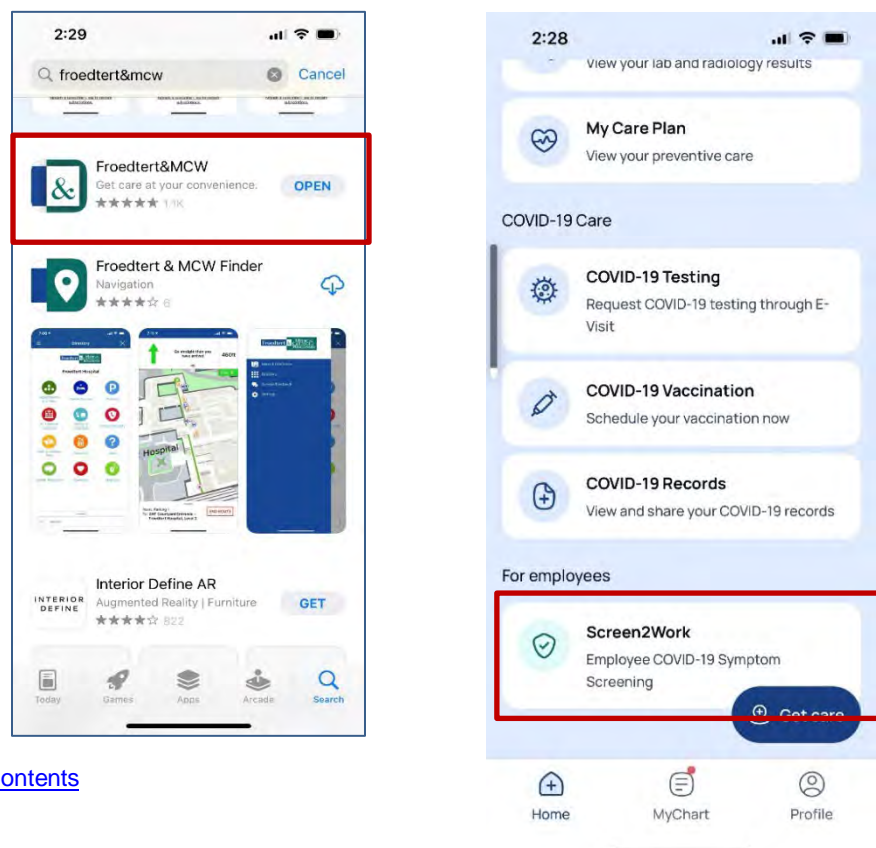 2:29
froedtert&mcw
Cancel
Froedtert&MCW
Get care at your convenience.
OPEN
Froedtert & MCW Finder
Navigation
6
Hospital
Interior Define AR
INTERIOR
DEFINE
Augmented Reality | Furniture
GET
822
Today
Games
Apps
Arcade
Search
ontents
2:28
View your lab and radiology results
My Care Plan
View your preventive care
COVID-19 Care
COVID-19 Testing
Request COVID-19 testing through E-
Visit
COVID-19 Vaccination
Schedule your vaccination now
COVID-19 Records
View and share your COVID-19 records
For employees
Screen2Work
Employee COVID-19 Symptom
Screening
Get care
Home
MyChart
Profile